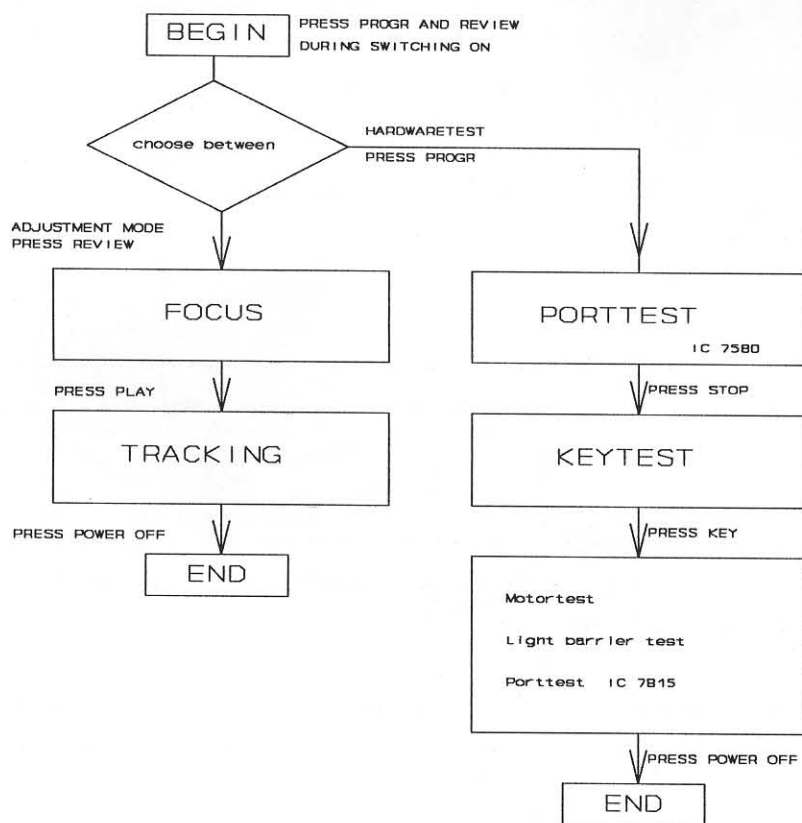 BEGIN
PRESS PROGR AND REVIEW
DURING SWITCHING ON
choose between
HARDWARETEST
PRESS PROGR
ADJUSTMENT MODE
PRESS REVIEW
FOCUS
PORTTEST
IC 7580
PRESS PLAY
PRESS STOP
TRACKING
KEYTEST
PRESS POWER OFF
PRESS KEY
END
Motortest
Light barrier test
Porttest IC 7815
PRESS POWER OFF
END